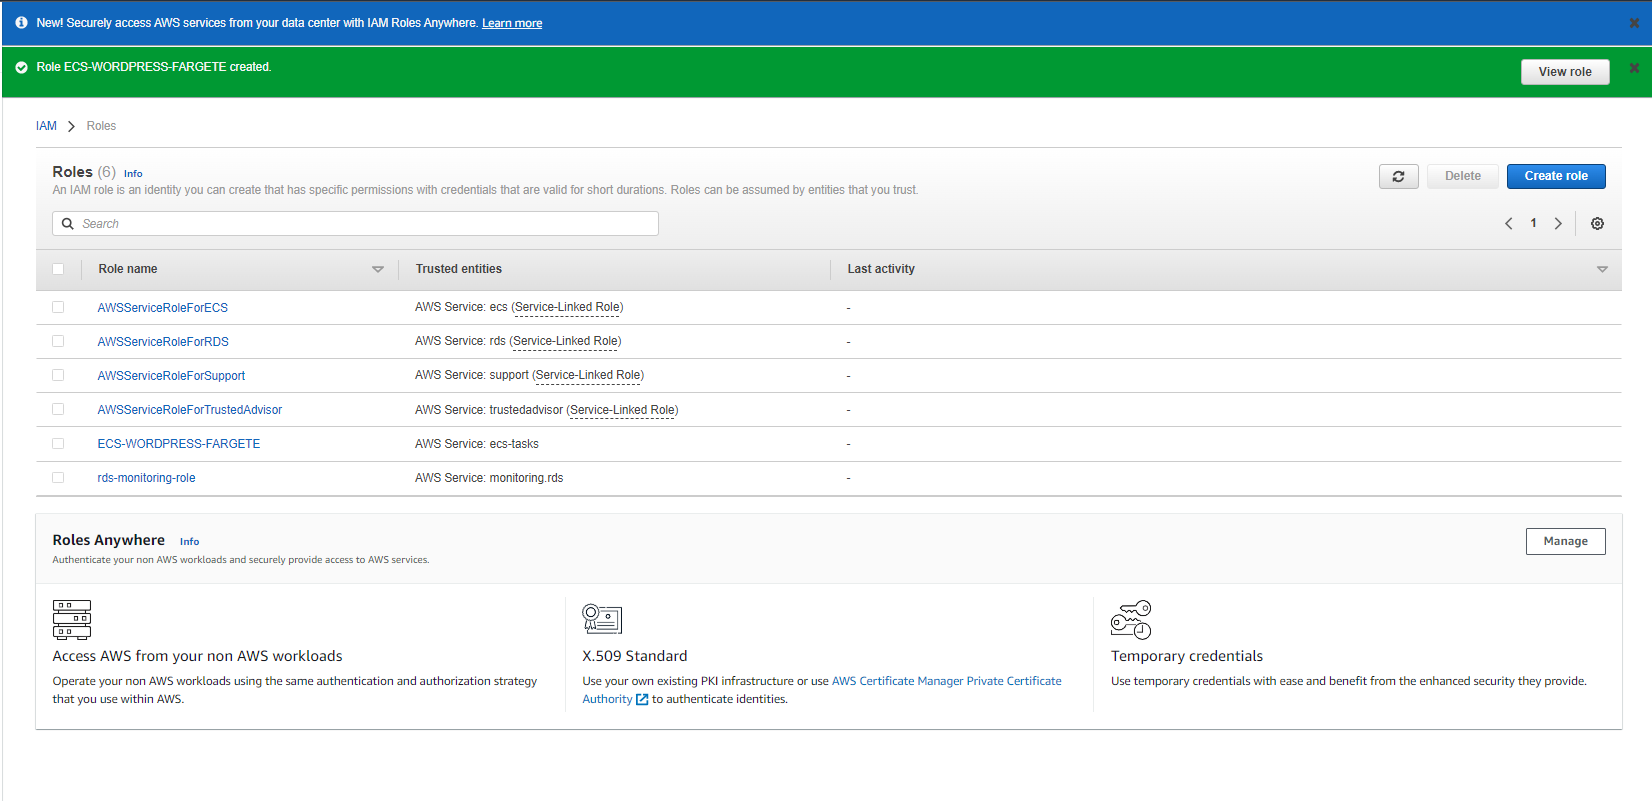 New! Securely access AWS services from your data center with IAM Roles Anywhere. Learn more
Role ECS-WORDPRESS-FARGETE created.
View role
IAM > Roles
Roles (6) Info
An IAM role is an identity you can create that has specific permissions with credentials that are valid for short durations. Roles can be assumed by entities that you trust.
Delete
Create role
Search
1
Role name Trusted entities Last activity
AWSServiceRoleForECS AWS Service: ecs (Service-Linked Role) -
AWSServiceRoleForRDS AWS Service: rds (Service-Linked Role) -
AWSServiceRoleForSupport AWS Service: support (Service-Linked Role) -
AWSServiceRoleForTrustedAdvisor AWS Service: trustedadvisor (Service-Linked Role) -
ECS-WORDPRESS-FARGETE AWS Service: ecs-tasks -
rds-monitoring-role AWS Service: monitoring.rds -
Roles Anywhere Info
Authenticate your non AWS workloads and securely provide access to AWS services.
Manage
Access AWS from your non AWS workloads
Operate your non AWS workloads using the same authentication and authorization strategy
that you use within AWS.
X.509 Standard
Use your own existing PKI infrastructure or use AWS Certificate Manager Private Certificate
Authority to authenticate identities.
Temporary credentials
Use temporary credentials with ease and benefit from the enhanced security they provide.